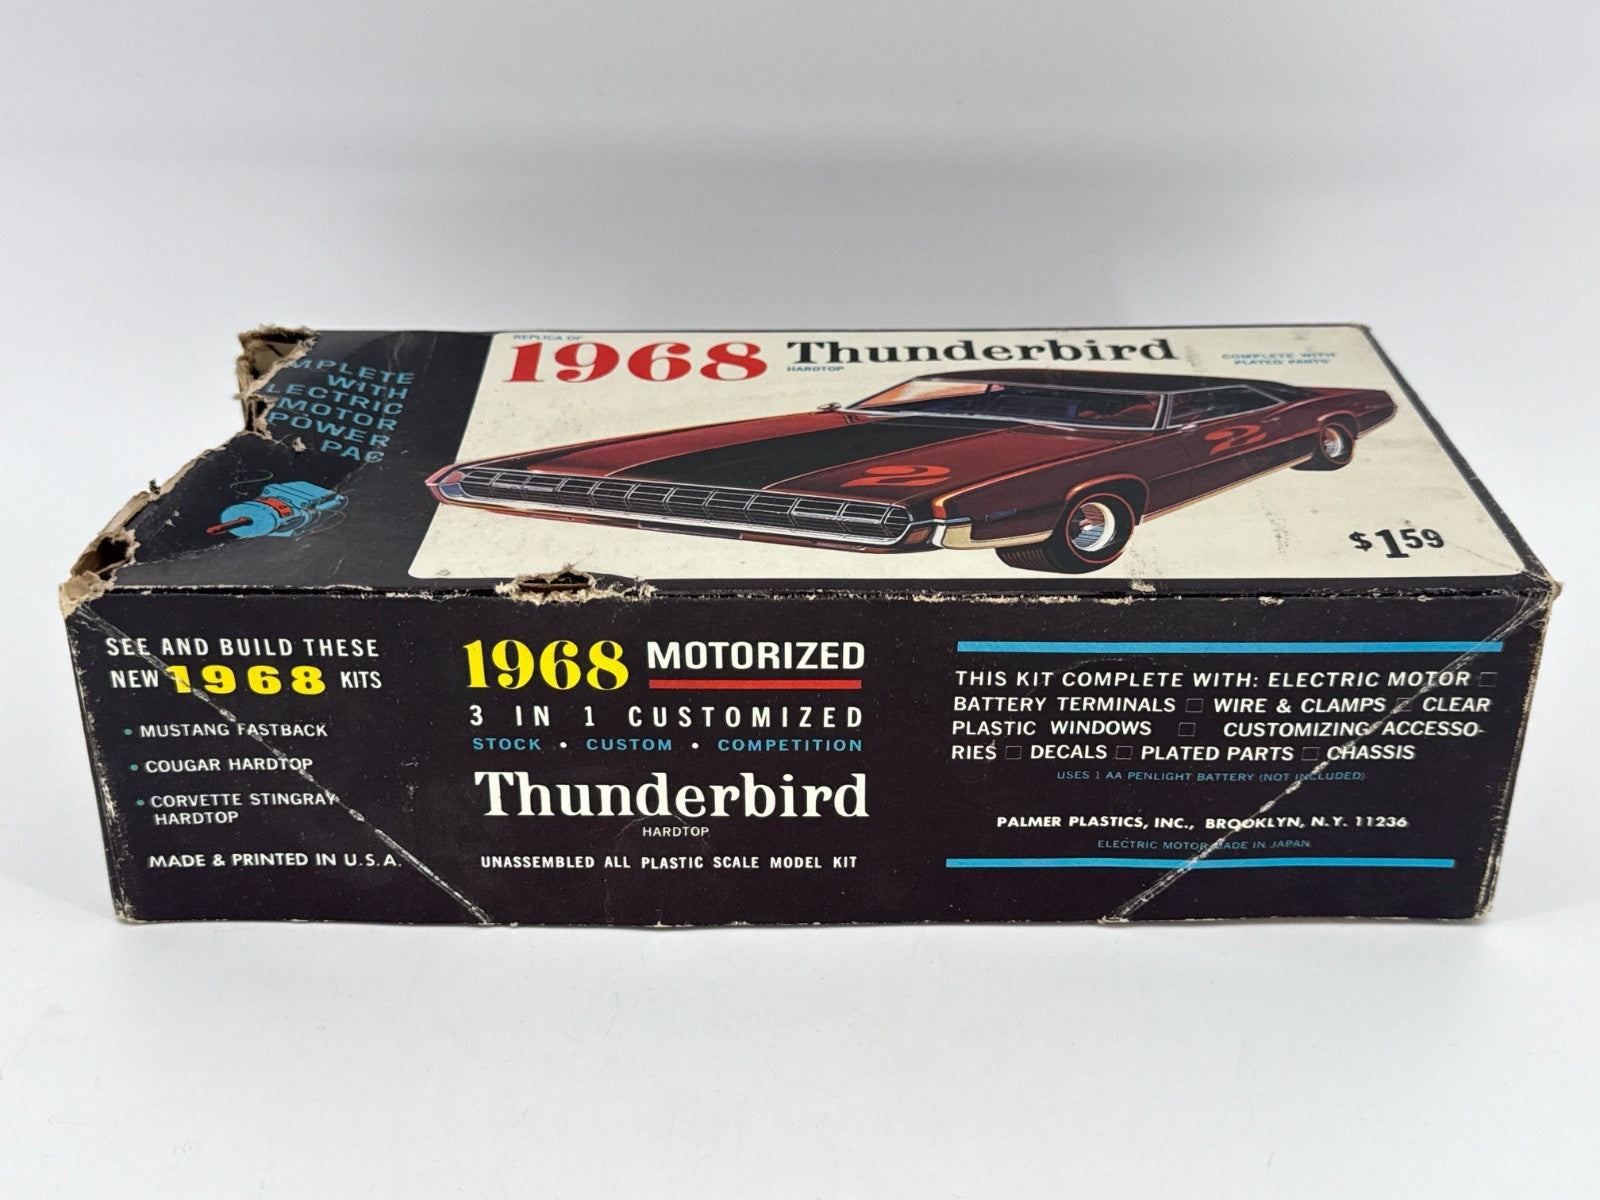 REPLICA OF
1968 Thunderbird
HARDTOP
COMPLETE WITH
PLATED PARTS
MPLETE
WITH
LECTRIC
MOTOR
POWER
PAC
2
2
$1.59
SEE AND BUILD THESE
NEW 1968 KITS
• MUSTANG FASTBACK
• COUGAR HARDTOP
• CORVETTE STINGRAY
HARDTOP
MADE & PRINTED IN U.S.A.
1968 MOTORIZED
3 IN 1 CUSTOMIZED
STOCK • CUSTOM • COMPETITION
Thunderbird
HARDTOP
UNASSEMBLED ALL PLASTIC SCALE MODEL KIT
THIS KIT COMPLETE WITH: ELECTRIC MOTOR □
BATTERY TERMINALS □ WIRE & CLAMPS □ CLEAR
PLASTIC WINDOWS □ CUSTOMIZING ACCESSO-
RIES □ DECALS □ PLATED PARTS □ CHASSIS
USES 1 AA PENLIGHT BATTERY (NOT INCLUDED)
PALMER PLASTICS, INC., BROOKLYN, N.Y. 11236
ELECTRIC MOTOR MADE IN JAPAN